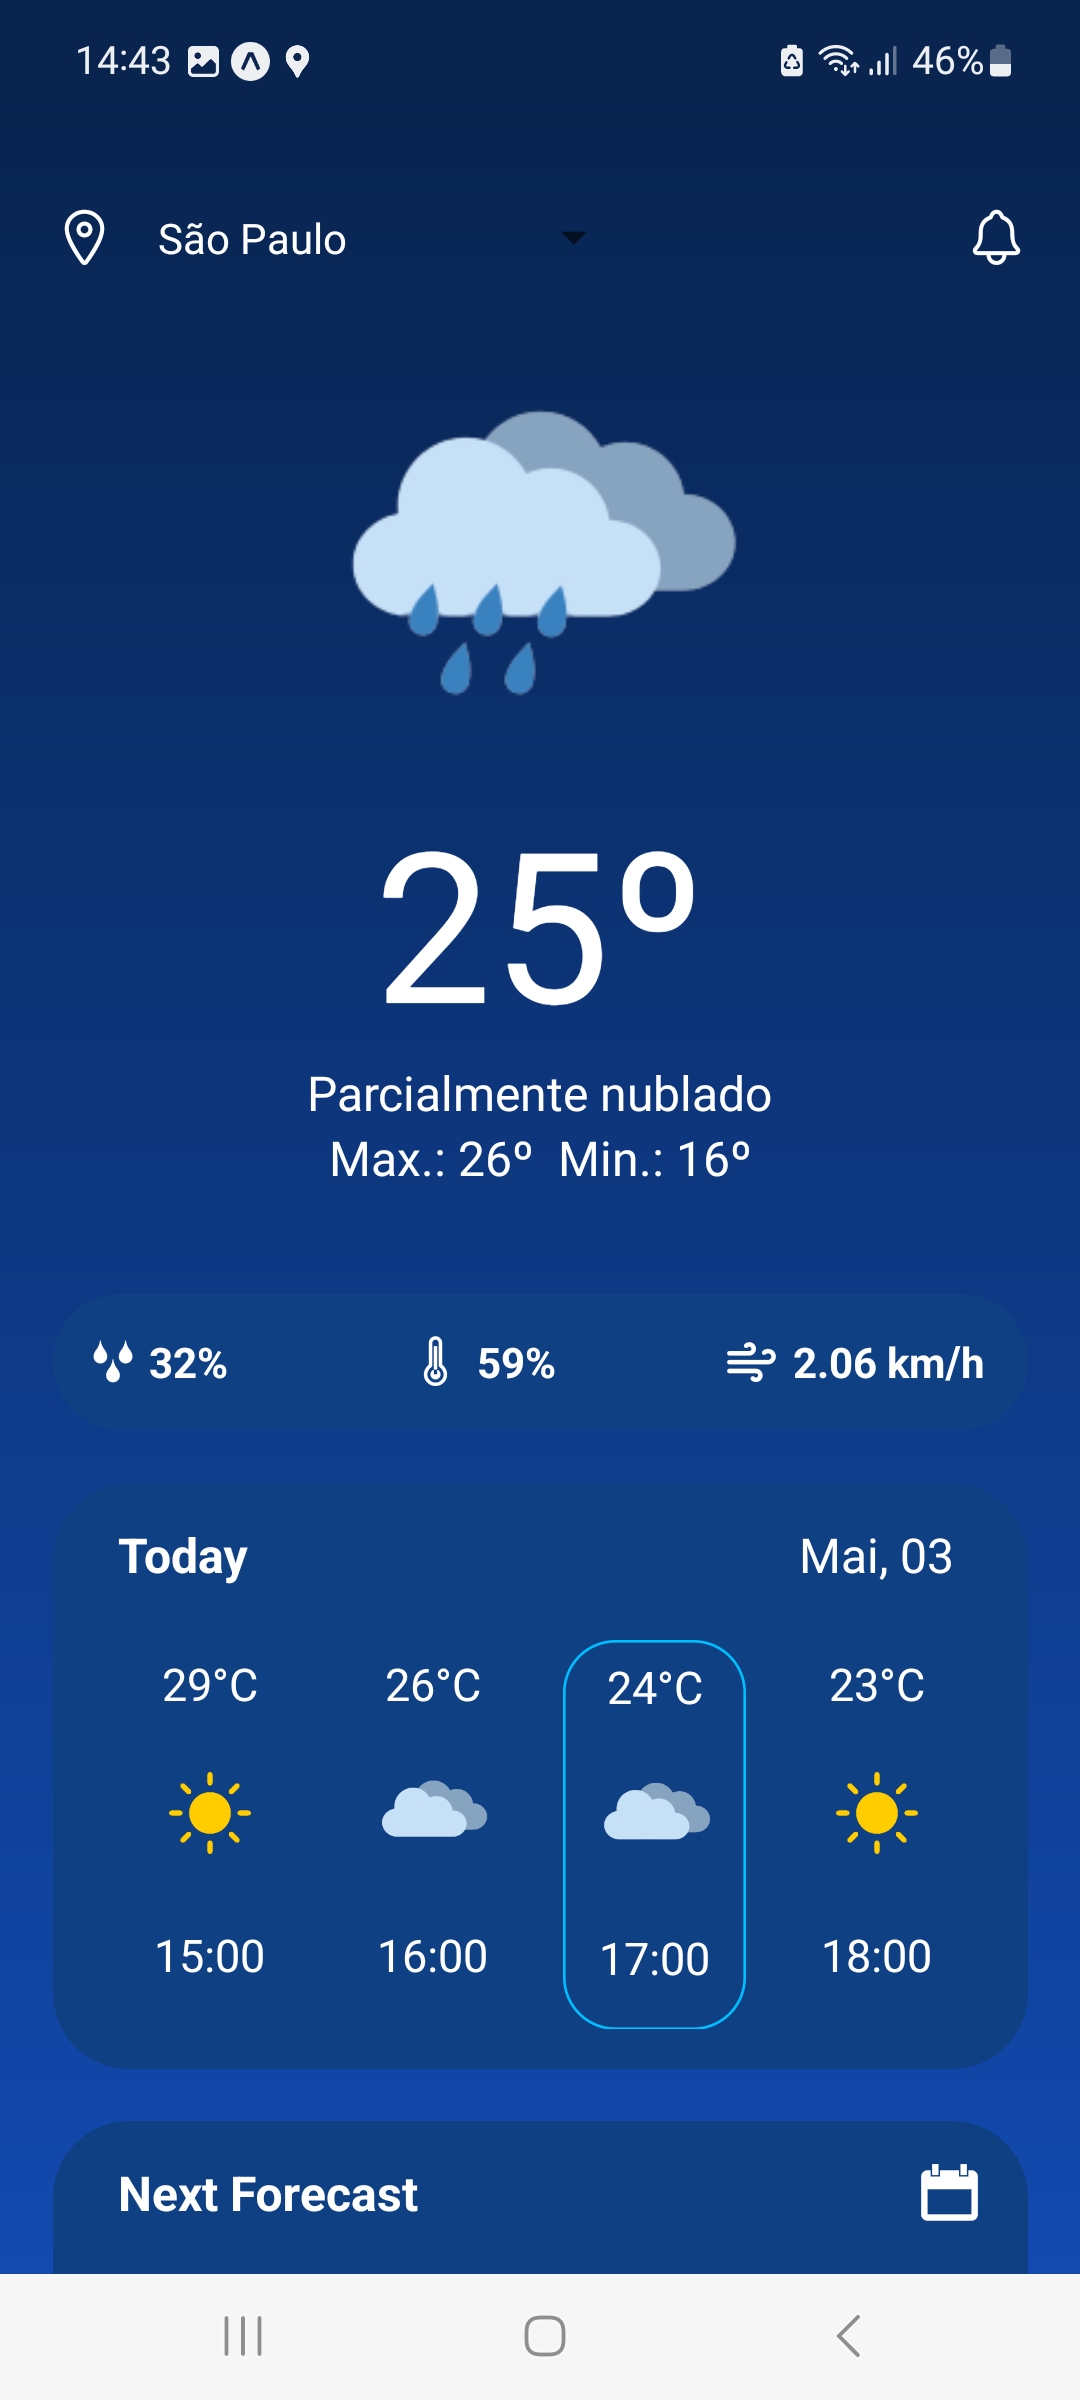 14:43 46%
São Paulo
25º
Parcialmente nublado
Max.: 26º Min.: 16º
32% 59% 2.06 km/h
Today Mai, 03
29°C 26°C 24°C 23°C
15:00 16:00 17:00 18:00
Next Forecast